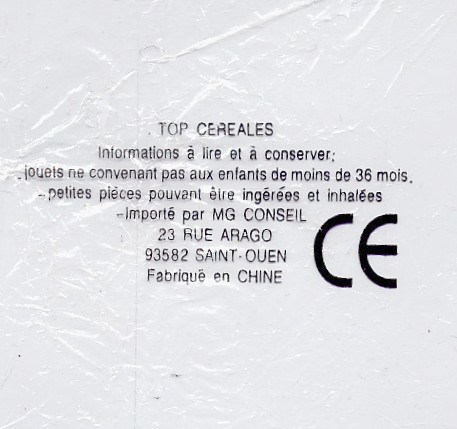 TOP CEREALES
Informations à lire et à conserver;
jouets ne convenant pas aux enfants de moins de 36 mois.
-petites pièces pouvant être ingérées et inhalées
-Importé par MG CONSEIL
23 RUE ARAGO
93582 SAINT-OUEN
Fabriqué en CHINE
CE